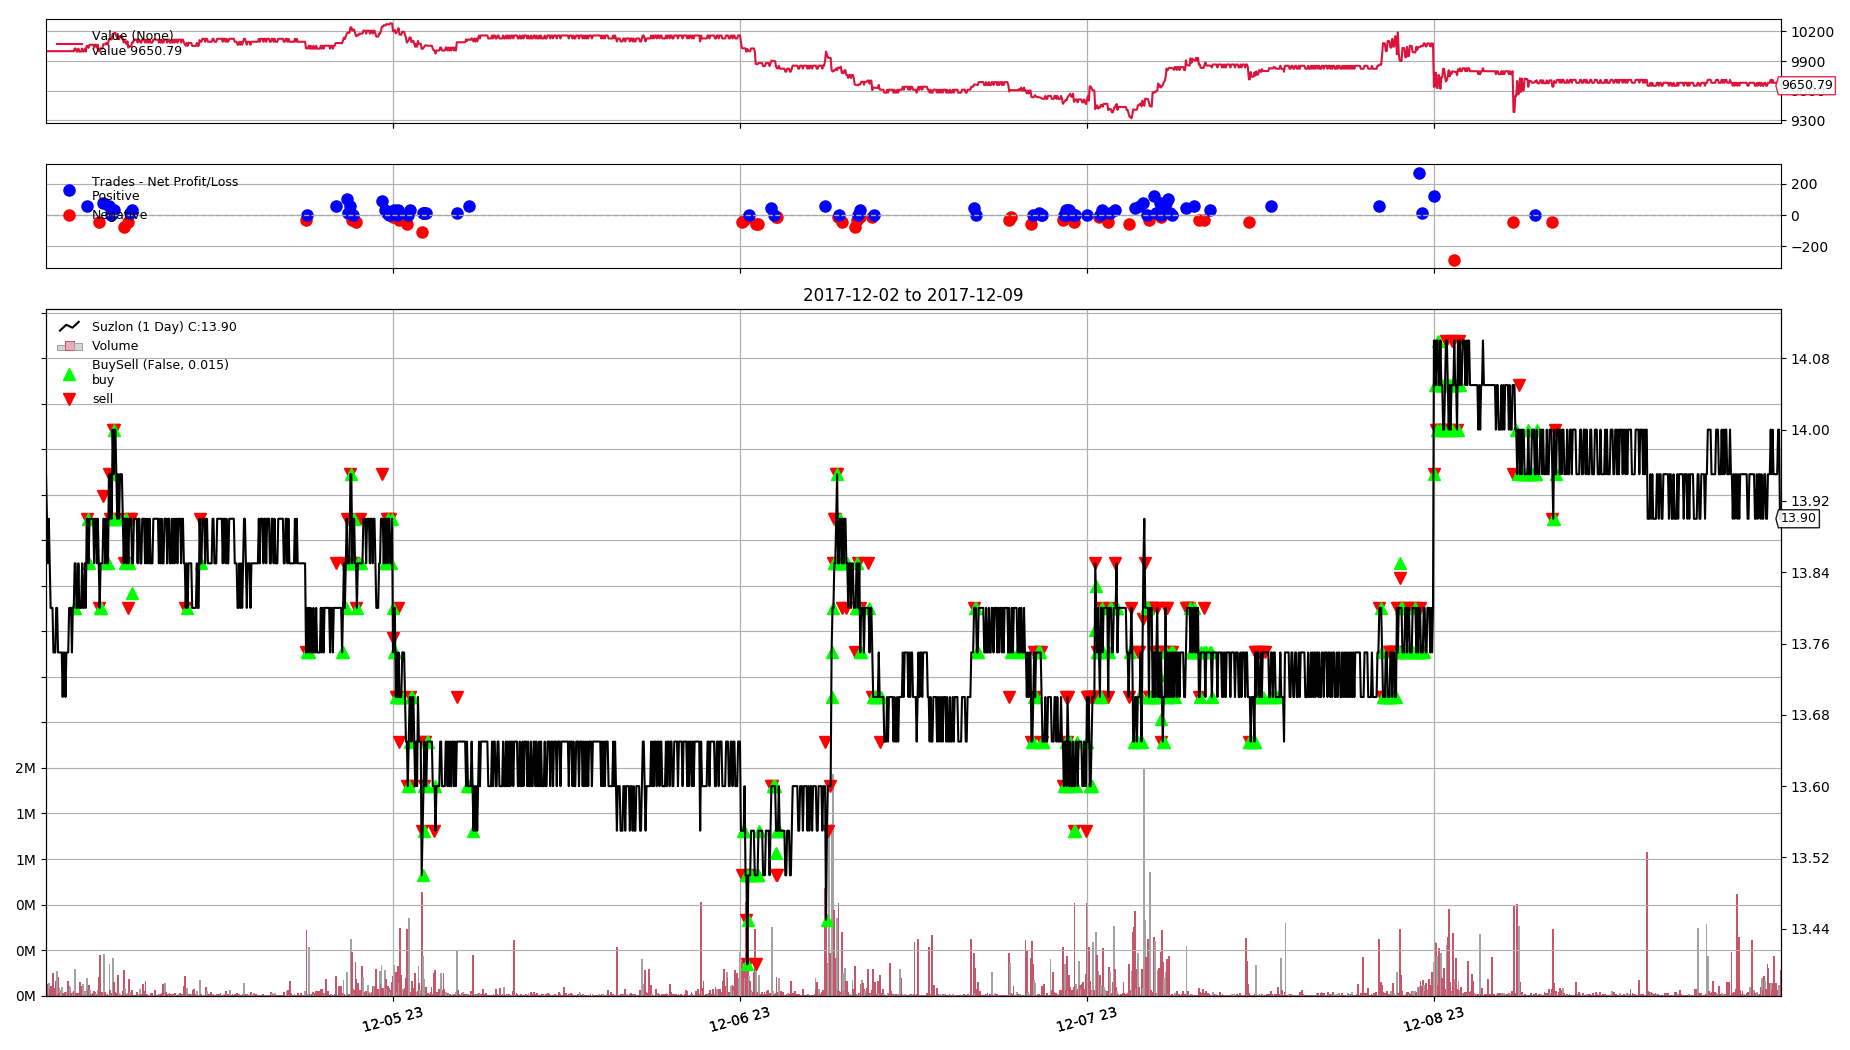 Value (None)
value 9650.79
10200
9900
9650.79
9300
Trades - Net Profit/Loss
Positive
Negative
200
0
−200
2017-12-02 to 2017-12-09
Suzlon (1 Day) C:13.90
Volume
BuySell (False, 0.015)
buy
sell
14.08
14.00
13.92
13.90
13.84
13.76
13.68
13.60
13.52
13.44
2M
1M
1M
0M
0M
0M
12-05 23
12-06 23
12-07 23
12-08 23